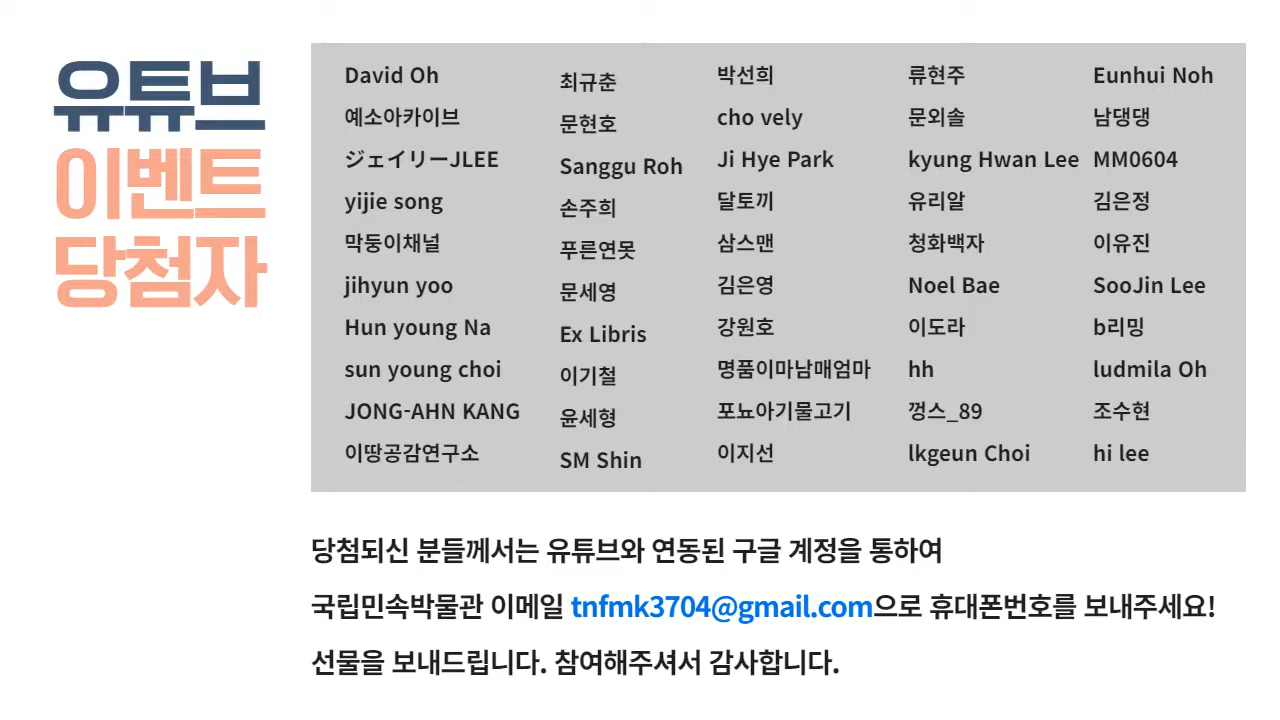 유튜브
이벤트
당첨자
David Oh 최규춘 박선희 류현주 Eunhui Noh
예소아카이브 문현호 cho vely 문외솔 남댕댕
ジェイリーJLEE Sanggu Roh Ji Hye Park kyung Hwan Lee MM0604
yijie song 손주희 달토끼 유리알 김은정
막둥이채널 푸른연못 삼스맨 청화백자 이유진
jihyun yoo 문세영 김은영 Noel Bae SooJin Lee
Hun young Na Ex Libris 강원호 이도라 b리밍
sun young choi 이기철 명품이마남매엄마 hh ludmila Oh
JONG-AHN KANG 윤세형 포뇨아기물고기 껑스_89 조수현
이땅공감연구소 SM Shin 이지선 lkgeun Choi hi lee
당첨되신 분들께서는 유튜브와 연동된 구글 계정을 통하여
국립민속박물관 이메일 tnfmk3704@gmail.com으로 휴대폰번호를 보내주세요!
선물을 보내드립니다. 참여해주셔서 감사합니다.